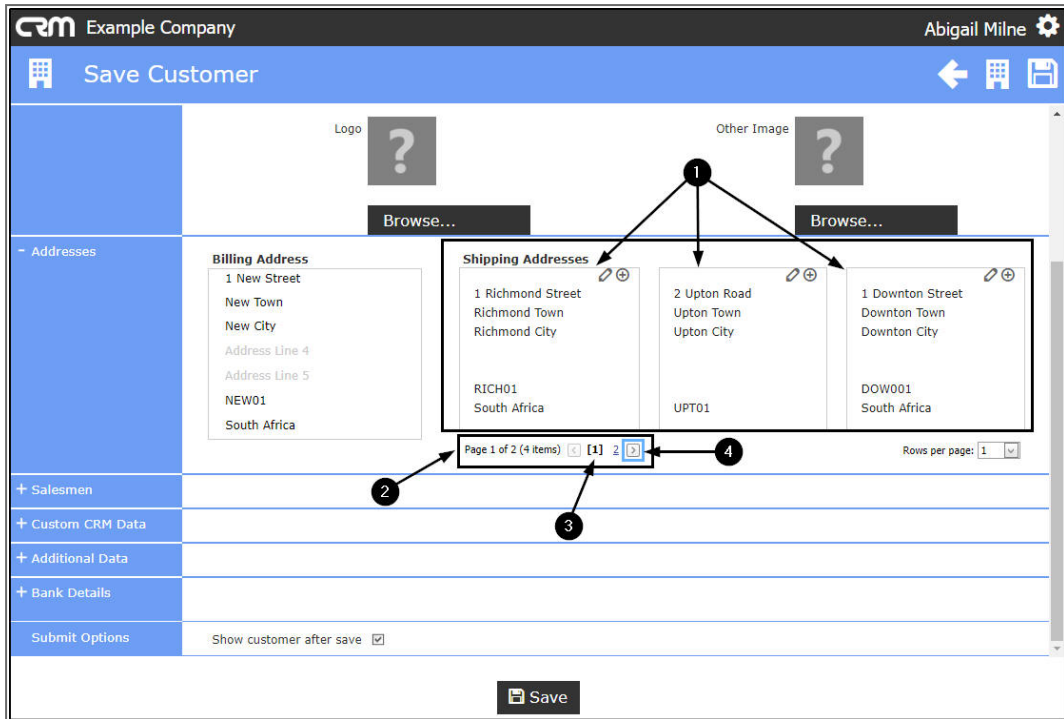 CRM Example Company
Abigail Milne
Save Customer
Logo
?
Other Image
?
1
Browse...
Browse...
- Addresses
Billing Address
1 New Street
New Town
New City
Address Line 4
Address Line 5
NEW01
South Africa
Shipping Addresses
1 Richmond Street
Richmond Town
Richmond City
RICH01
South Africa
2 Upton Road
Upton Town
Upton City
UPT01
1 Downton Street
Downton Town
Downton City
DOW001
South Africa
Page 1 of 2 (4 items) < [1] 2 >
4
Rows per page: 1
2
3
+ Salesmen
+ Custom CRM Data
+ Additional Data
+ Bank Details
Submit Options
Show customer after save
Save